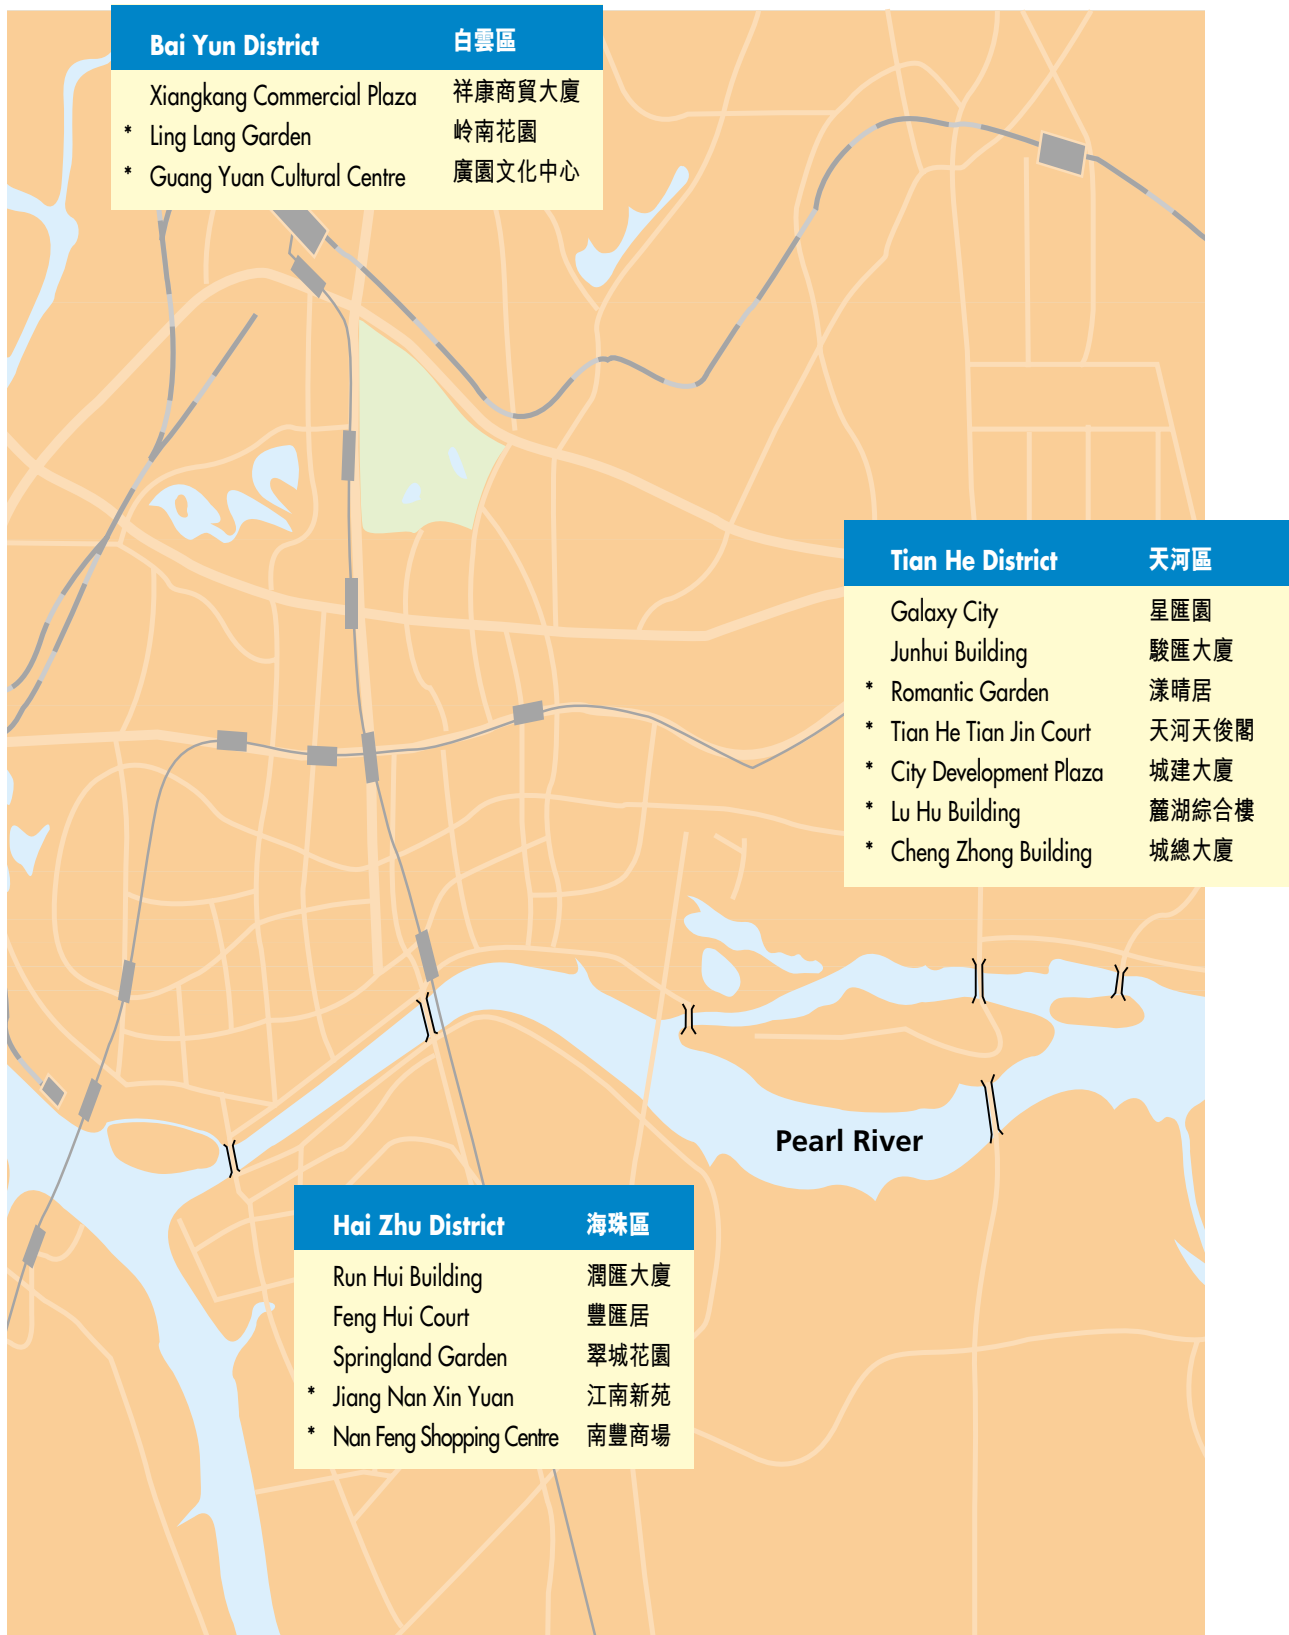 Bai Yun District 白雲區
Xiangkang Commercial Plaza 祥康商貿大廈
* Ling Lang Garden 岭南花園
* Guang Yuan Cultural Centre 廣園文化中心
Tian He District 天河區
Galaxy City 星匯園
Junhui Building 駿匯大廈
* Romantic Garden 漾晴居
* Tian He Tian Jin Court 天河天俊閣
* City Development Plaza 城建大廈
* Lu Hu Building 麓湖綜合樓
* Cheng Zhong Building 城總大廈
Pearl River
Hai Zhu District 海珠區
Run Hui Building 潤匯大廈
Feng Hui Court 豐匯居
Springland Garden 翠城花園
* Jiang Nan Xin Yuan 江南新苑
* Nan Feng Shopping Centre 南豐商場